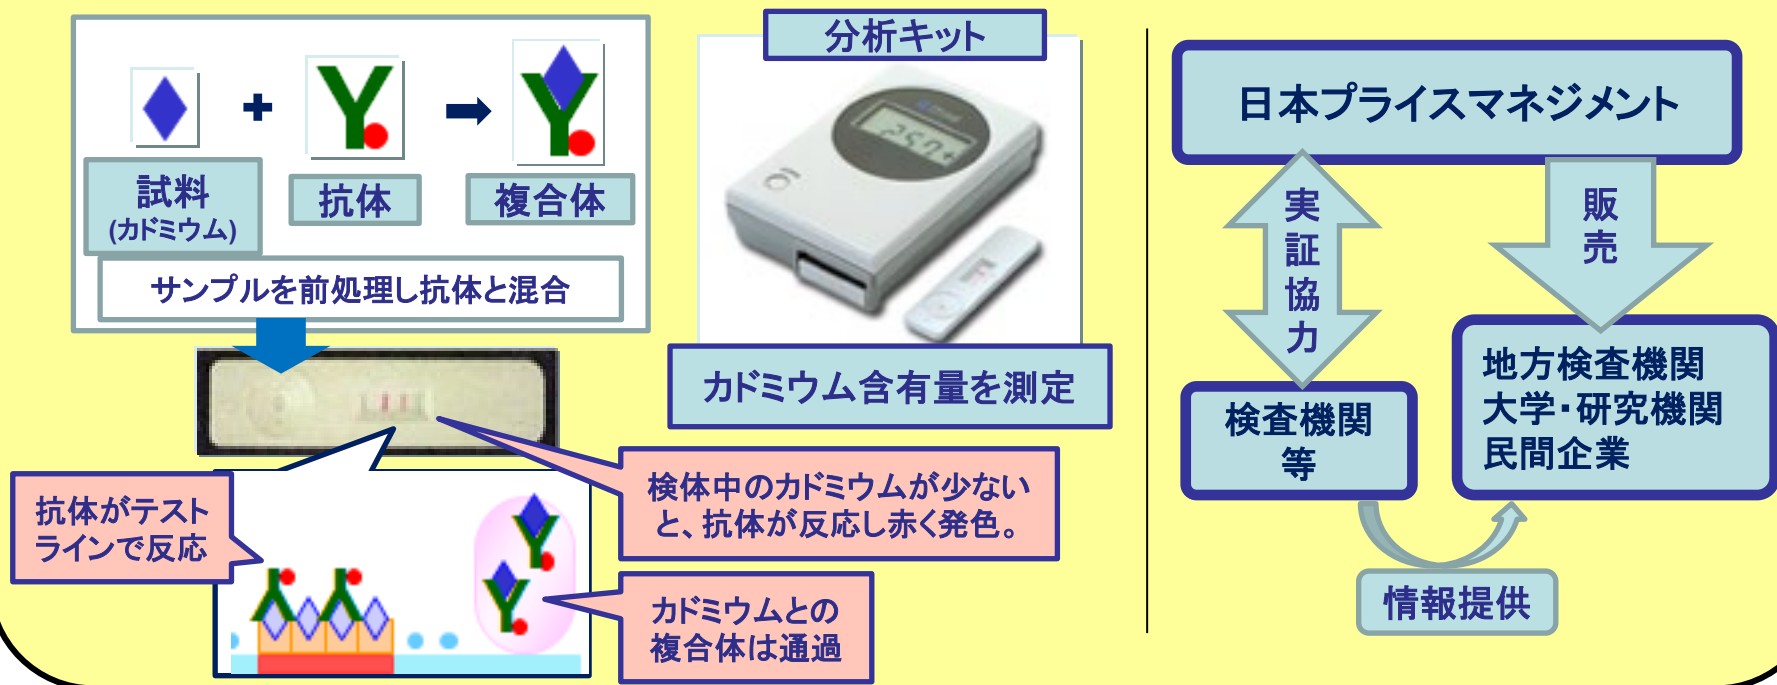 試料
(カドミウム)
抗体
複合体
サンプルを前処理し抗体と混合
抗体がテスト
ラインで反応
検体中のカドミウムが少ない
と、抗体が反応し赤く発色。
カドミウムとの
複合体は通過
分析キット
カドミウム含有量を測定
日本プライスマネジメント
実
証
協
力
販
売
検査機関
等
地方検査機関
大学・研究機関
民間企業
情報提供